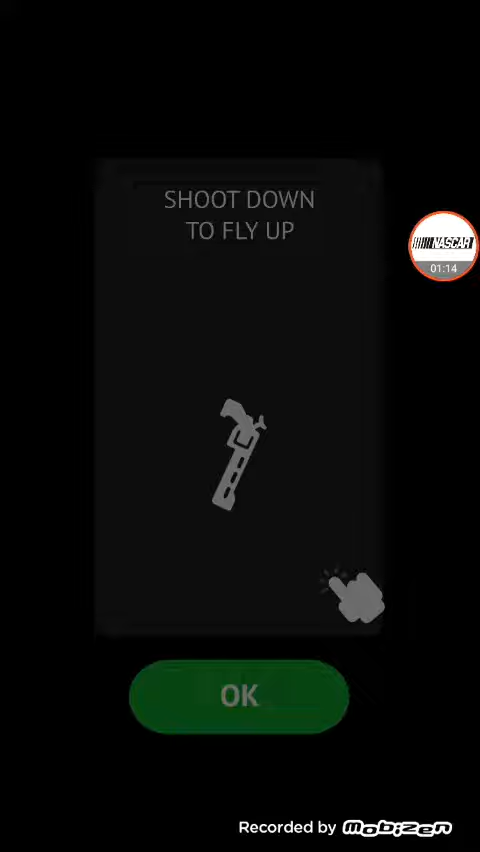 SHOOT DOWN
TO FLY UP
NASCAR
01:14
OK
Recorded by Mobizen